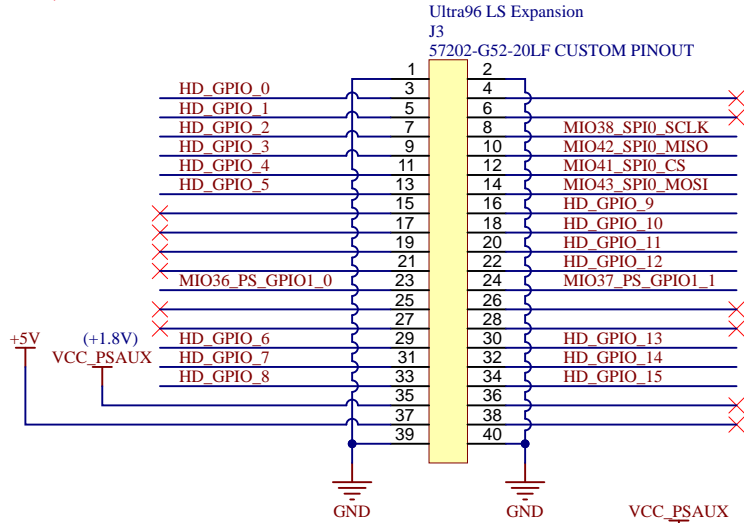 Ultra96 LS Expansion
J3
57202-G52-20LF CUSTOM PINOUT
1 2
HD_GPIO_0 3 4
HD_GPIO_1 5 6
HD_GPIO_2 7 8 MIO38_SPI0_SCLK
HD_GPIO_3 9 10 MIO42_SPI0_MISO
HD_GPIO_4 11 12 MIO41_SPI0_CS
HD_GPIO_5 13 14 MIO43_SPI0_MOSI
15 16 HD_GPIO_9
17 18 HD_GPIO_10
19 20 HD_GPIO_11
21 22 HD_GPIO_12
MIO36_PS_GPIO1_0 23 24 MIO37_PS_GPIO1_1
25 26
27 28
+5V (+1.8V) HD_GPIO_6 29 30 HD_GPIO_13
VCC_PSAUX HD_GPIO_7 31 32 HD_GPIO_14
HD_GPIO_8 33 34 HD_GPIO_15
35 36
37 38
39 40
GND GND
VCC_PSAUX